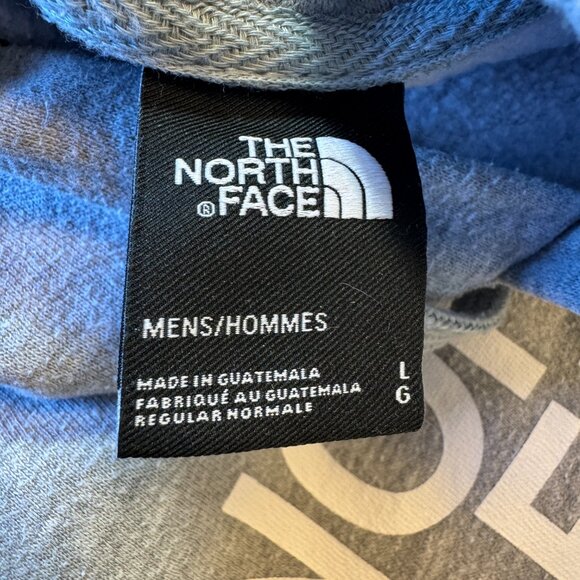 THE
NORTH
®FACE
MENS/HOMMES
MADE IN GUATEMALA L
FABRIQUÉ AU GUATEMALA G
REGULAR NORMALE